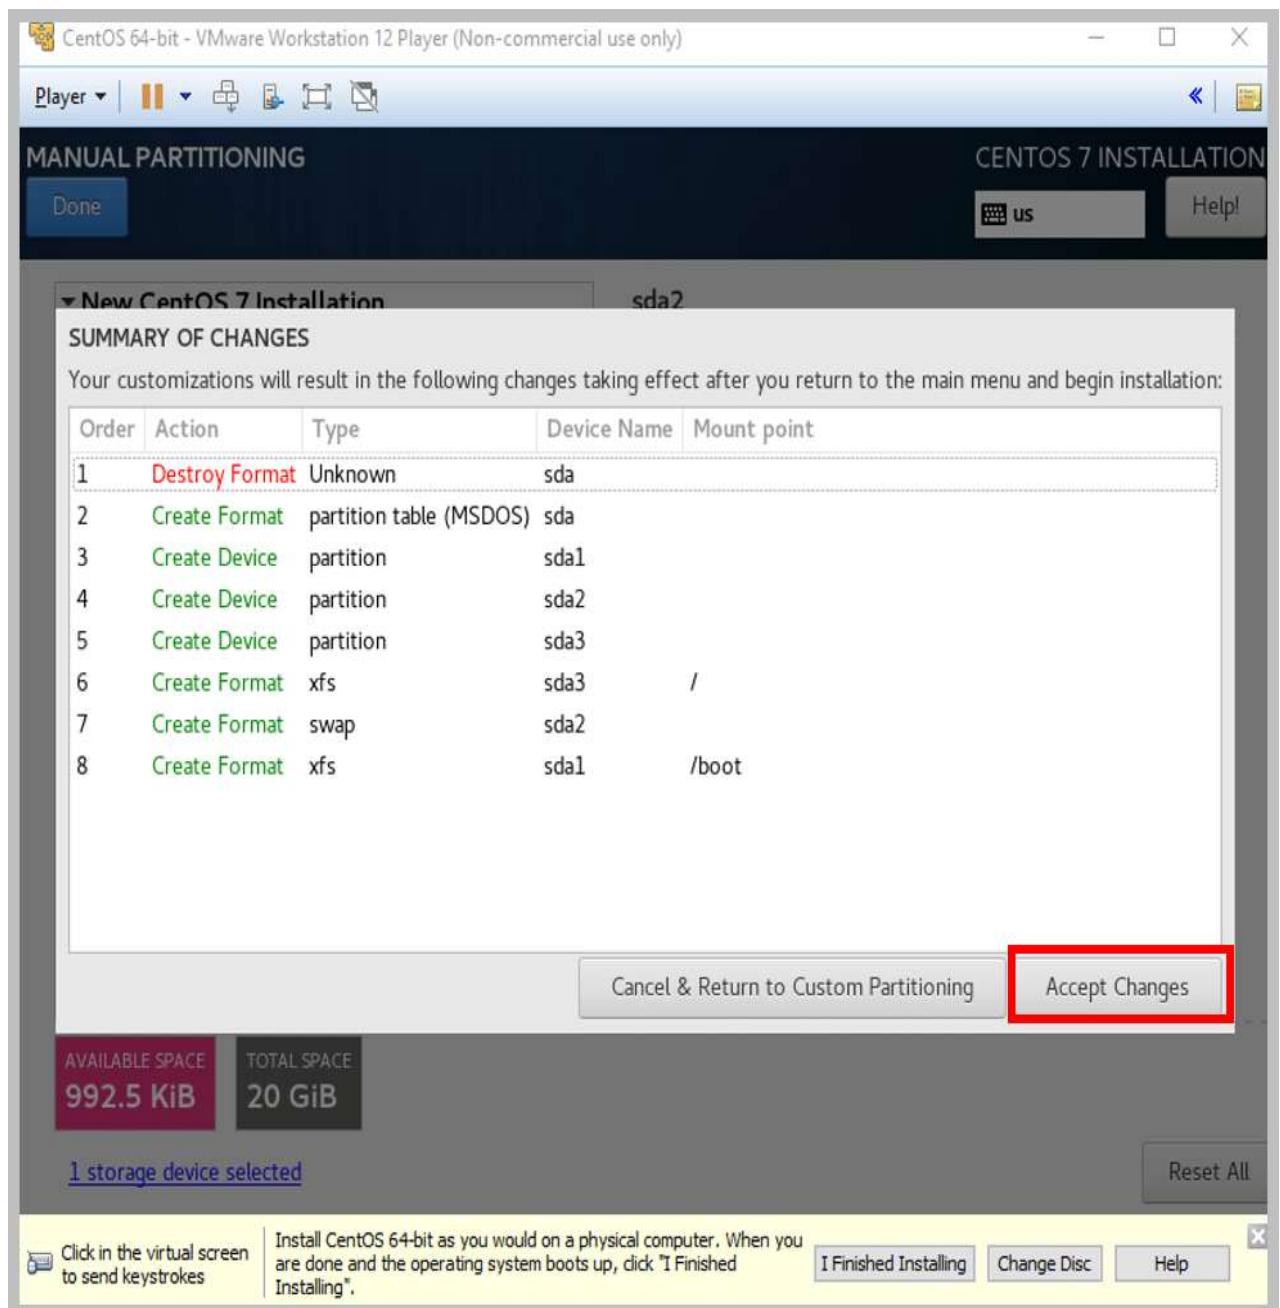 CentOS 64-bit - VMware Workstation 12 Player (Non-commercial use only)
Player
MANUAL PARTITIONING
CENTOS 7 INSTALLATION
Done
us
Help!
New CentOS 7 Installation
sda2
SUMMARY OF CHANGES
Your customizations will result in the following changes taking effect after you return to the main menu and begin installation:
Order Action Type Device Name Mount point
1 Destroy Format Unknown sda
2 Create Format partition table (MSDOS) sda
3 Create Device partition sda1
4 Create Device partition sda2
5 Create Device partition sda3
6 Create Format xfs sda3 /
7 Create Format swap sda2
8 Create Format xfs sda1 /boot
Cancel & Return to Custom Partitioning
Accept Changes
AVAILABLE SPACE
992.5 KiB
TOTAL SPACE
20 GiB
1 storage device selected
Reset All
Click in the virtual screen
to send keystrokes
Install CentOS 64-bit as you would on a physical computer. When you
are done and the operating system boots up, click "I Finished
Installing".
I Finished Installing
Change Disc
Help